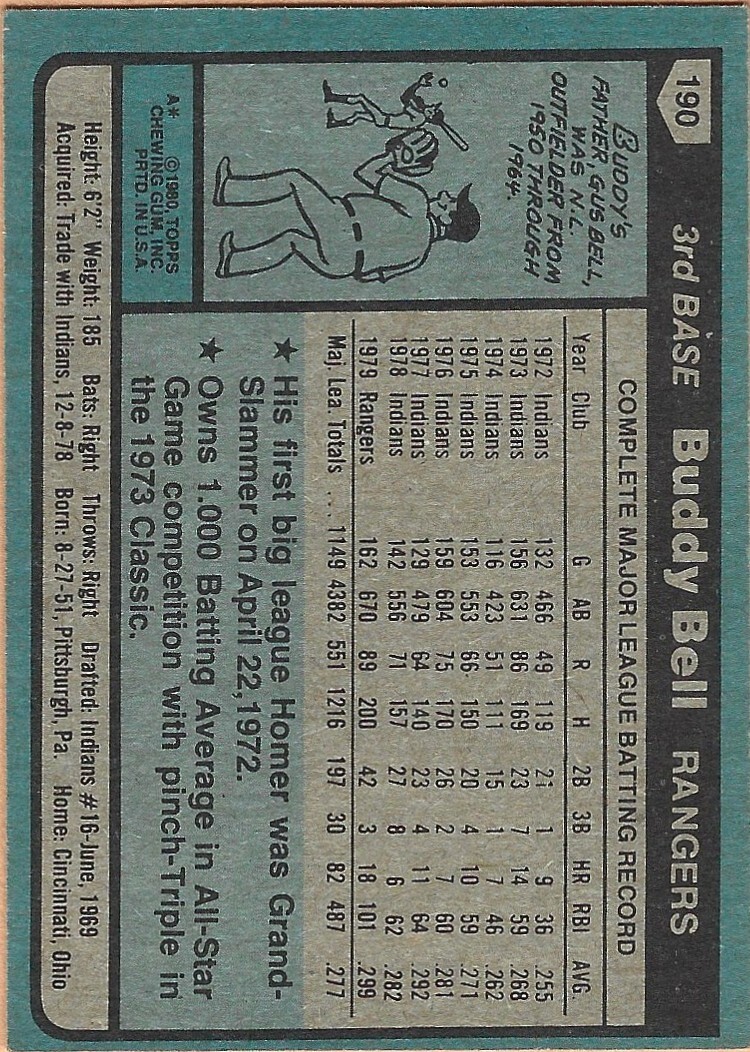 190
3rd BASE Buddy Bell RANGERS
BUDDY'S
FATHER GUS BELL,
WAS N.L.
OUTFIELDER FROM
1950 THROUGH
1964.
A* ©1980 TOPPS
CHEWING GUM, INC.
PRTD. IN U.S.A.
COMPLETE MAJOR LEAGUE BATTING RECORD
Year Club G AB R H 2B 3B HR RBI AVG.
1972 Indians 132 466 49 119 21 1 9 36 .255
1973 Indians 156 631 86 169 23 7 14 59 .268
1974 Indians 116 423 51 111 15 1 7 46 .262
1975 Indians 153 553 66 150 20 4 10 59 .271
1976 Indians 159 604 75 170 26 2 7 60 .281
1977 Indians 129 479 64 140 23 4 11 64 .292
1978 Indians 142 556 71 157 27 8 6 62 .282
1979 Rangers 162 670 89 200 42 3 18 101 .299
Maj. Lea. Totals ... 1149 4382 551 1216 197 30 82 487 .277
★ His first big league Homer was Grand-
Slammer on April 22, 1972.
★ Owns 1.000 Batting Average in All-Star
Game competition with pinch-Triple in
the 1973 Classic.
Height: 6'2" Weight: 185 Bats: Right Throws: Right Drafted: Indians #16-June, 1969
Acquired: Trade with Indians, 12-8-78 Born: 8-27-51, Pittsburgh, Pa. Home: Cincinnati, Ohio